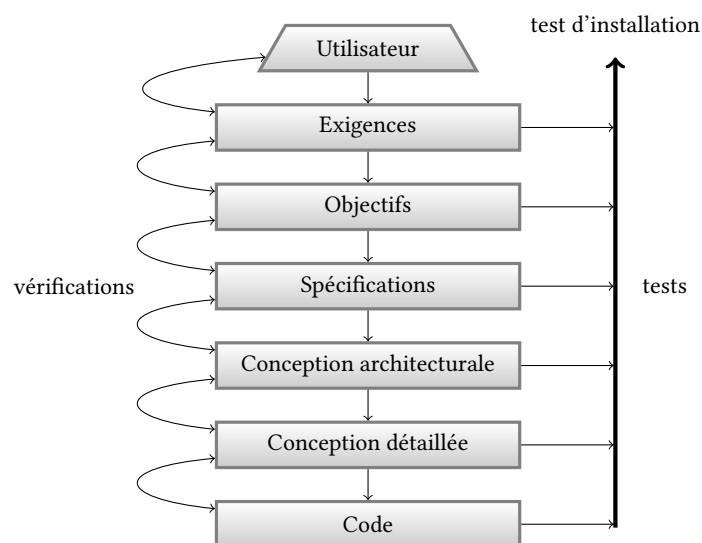 test d'installation
Utilisateur
Exigences
Objectifs
vérifications
Spécifications
tests
Conception architecturale
Conception détaillée
Code